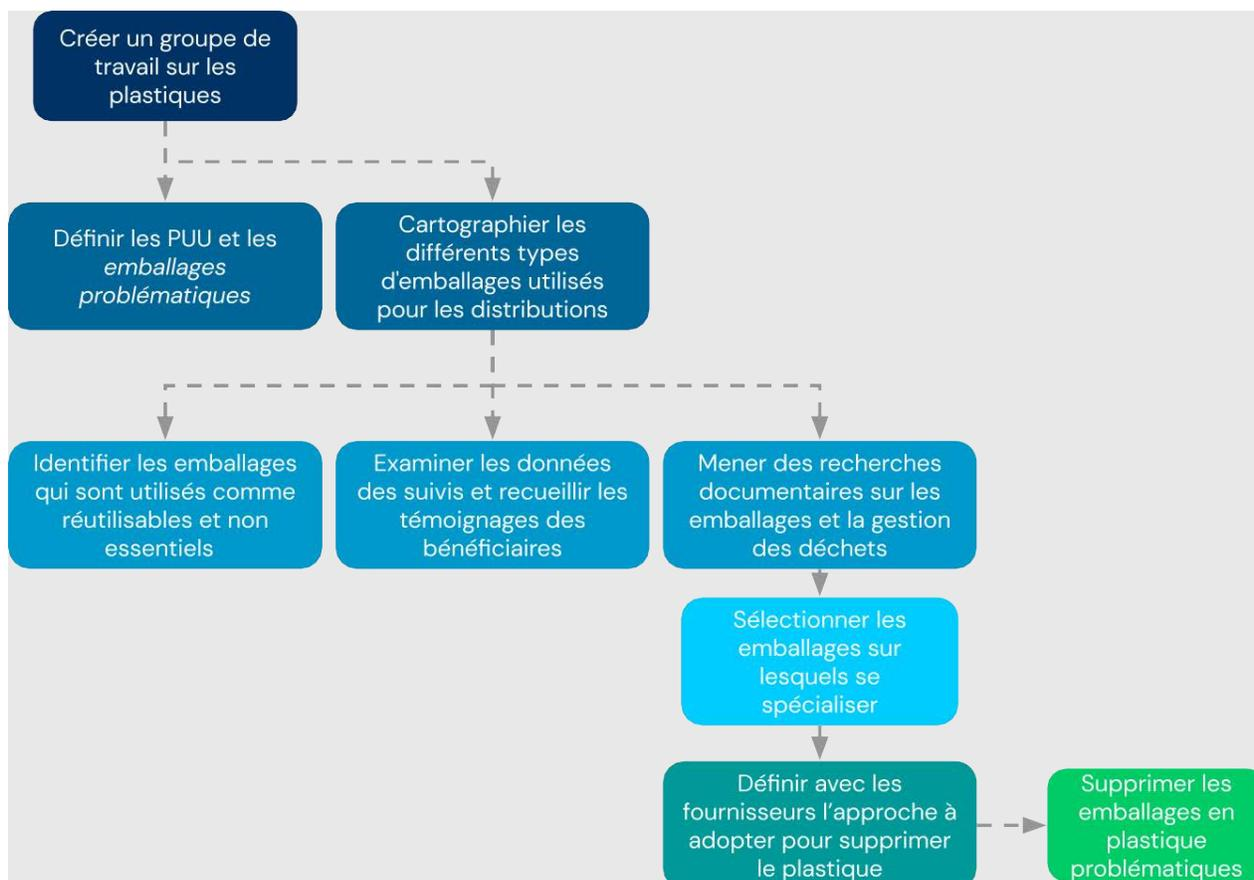 Créer un groupe de
travail sur les
plastiques
Définir les PUU et les
emballages
problématiques
Cartographier les
différents types
d'emballages utilisés
pour les distributions
Identifier les emballages
qui sont utilisés comme
réutilisables et non
essentiels
Examiner les données
des suivis et recueillir les
témoignages des
bénéficiaires
Mener des recherches
documentaires sur les
emballages et la gestion
des déchets
Sélectionner les
emballages sur
lesquels se
spécialiser
Définir avec les
fournisseurs l’approche à
adopter pour supprimer
le plastique
Supprimer les
emballages en
plastique
problématiques